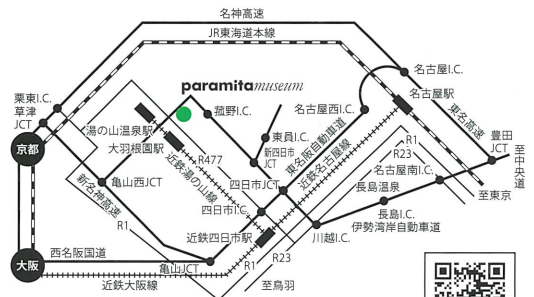 名神高速
JR東海道本線
paramitamuseum
栗東I.C.
草津
JCT
京都
湯の山温泉駅
大羽根園駅
菰野I.C.
東員I.C.
新四日市
JCT
名古屋西I.C.
名古屋I.C.
名古屋駅
東名高速
豊田
JCT
至中央道
至東京
R477
近鉄湯の山線
東名阪自動車道
近鉄名古屋線
R1
R23
名古屋南I.C.
亀山西JCT
新名神高速
四日市JCT
四日市I.C.
長島温泉
長島I.C.
伊勢湾岸自動車道
川越I.C.
R1
近鉄四日市駅
西名阪国道
大阪
亀山JCT
近鉄大阪線
R1
R23
至鳥羽